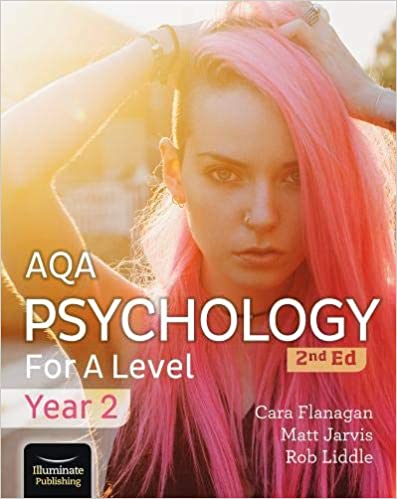 AQA
PSYCHOLOGY
2nd Ed
For A Level
Year 2
Cara Flanagan
Matt Jarvis
Rob Liddle
Illuminate
Publishing